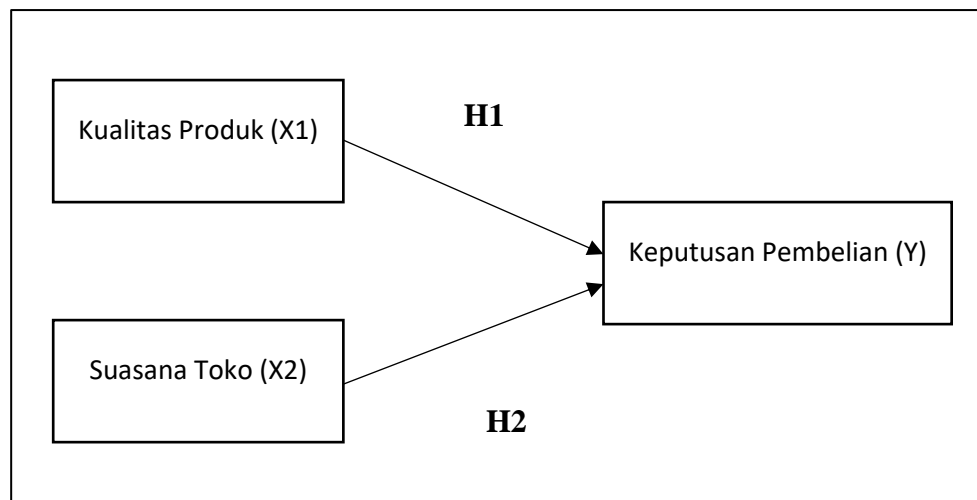 Kualitas Produk (X1)
H1
Keputusan Pembelian (Y)
Suasana Toko (X2)
H2